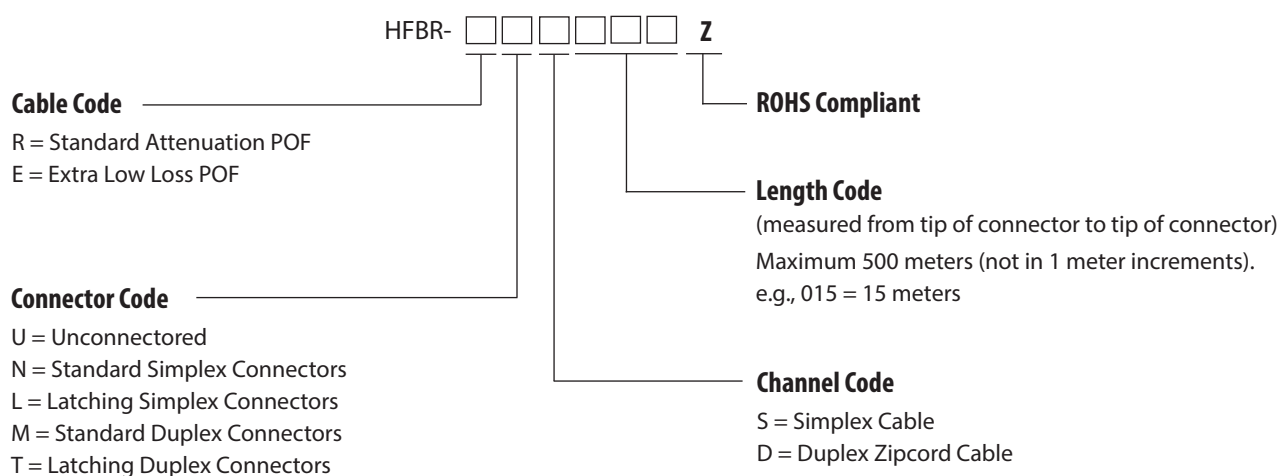 HFBR- Z
Cable Code
R = Standard Attenuation POF
E = Extra Low Loss POF
Connector Code
U = Unconnectored
N = Standard Simplex Connectors
L = Latching Simplex Connectors
M = Standard Duplex Connectors
T = Latching Duplex Connectors
ROHS Compliant
Length Code
(measured from tip of connector to tip of connector)
Maximum 500 meters (not in 1 meter increments).
e.g., 015 = 15 meters
Channel Code
S = Simplex Cable
D = Duplex Zipcord Cable